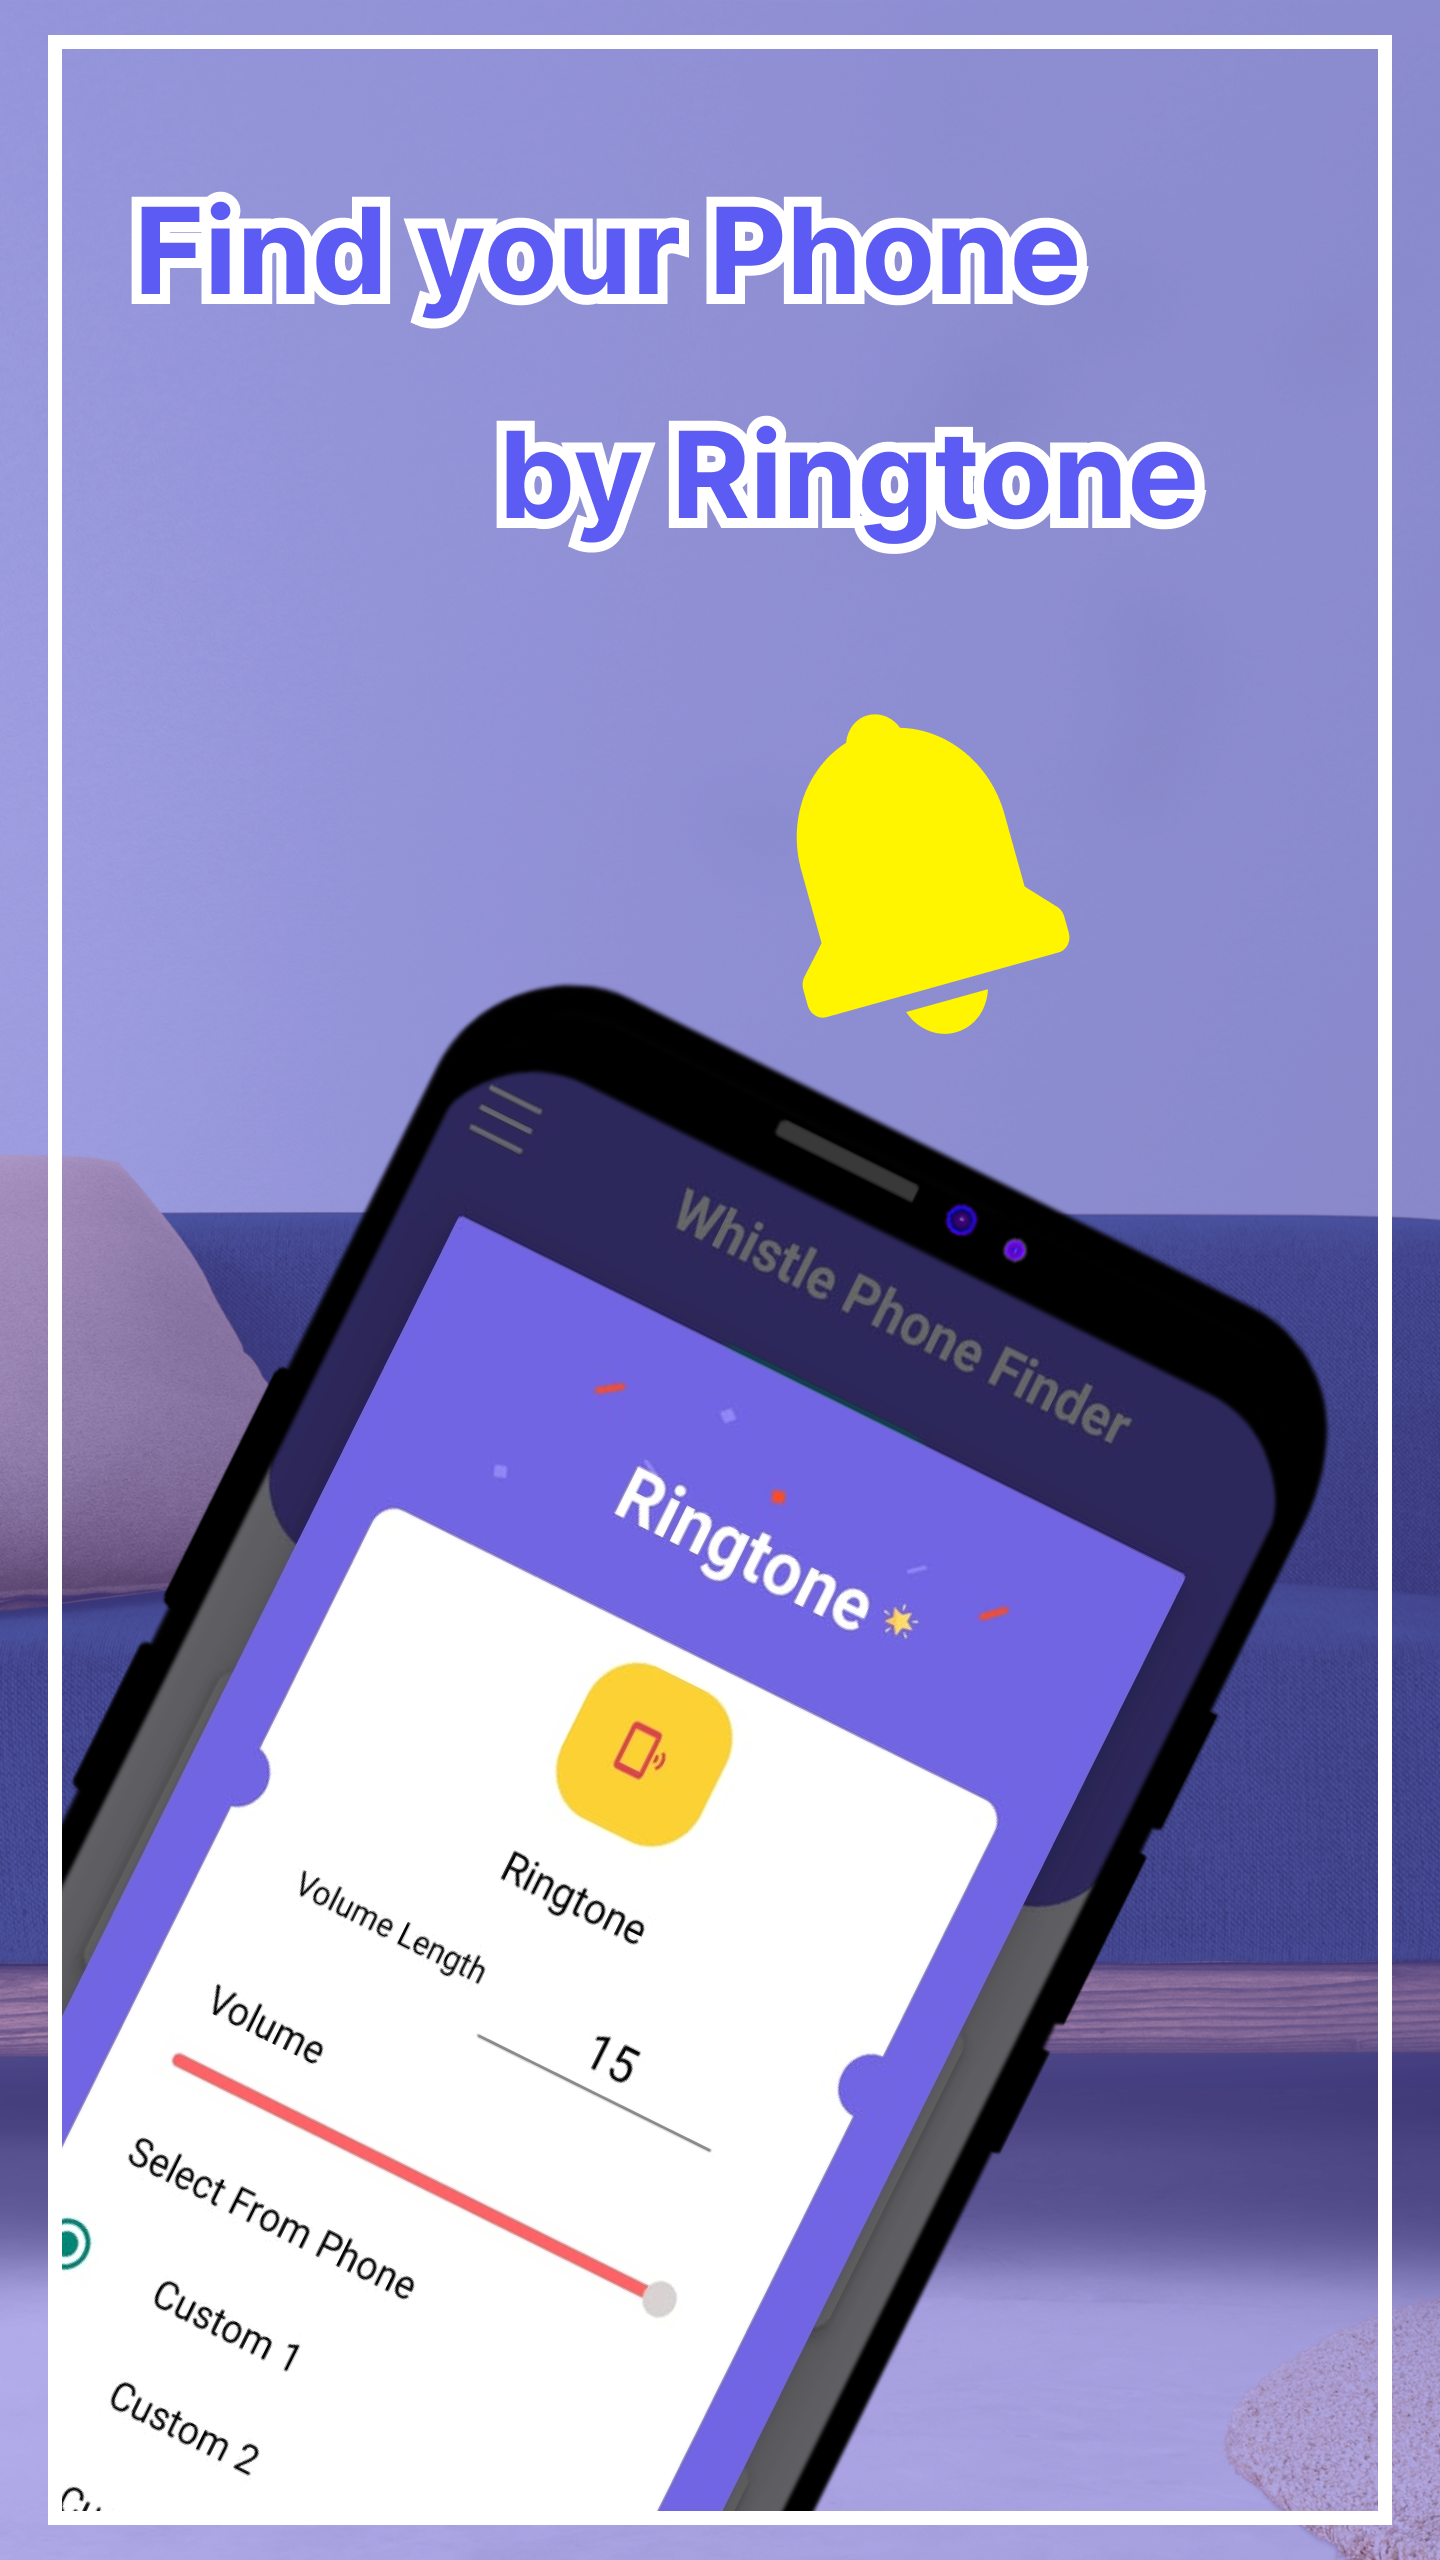 Find your Phone
by Ringtone
Whistle Phone Finder
Ringtone
Ringtone
Volume Length
15
Volume
Select From Phone
Custom 1
Custom 2